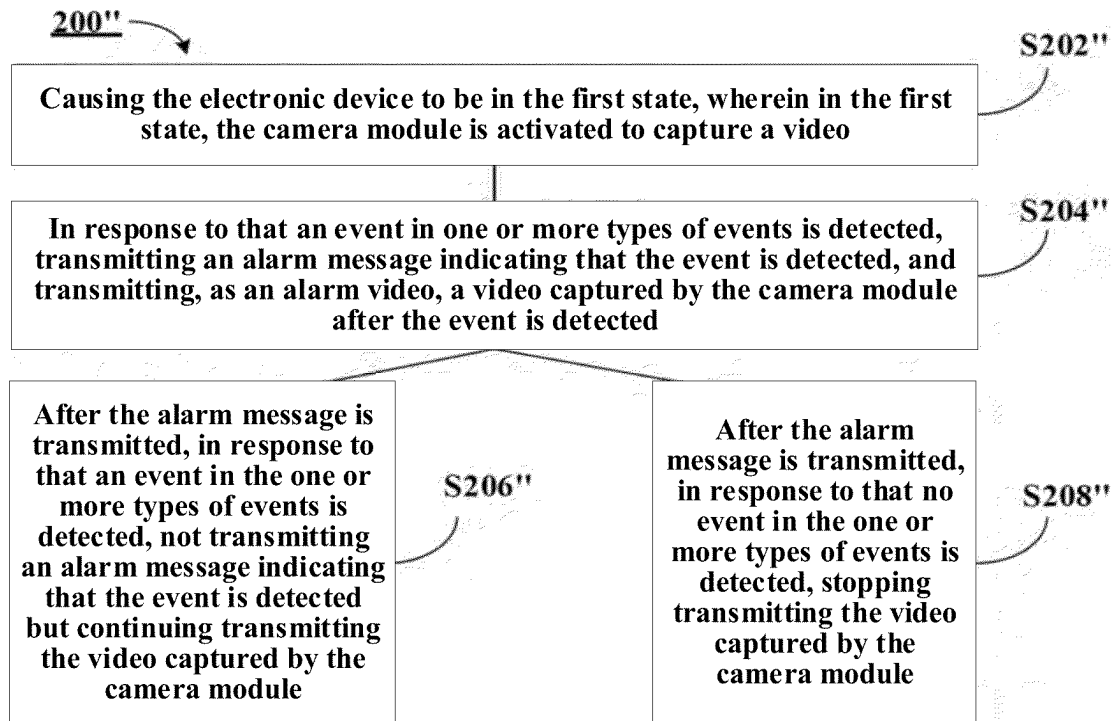 200"
S202"
Causing the electronic device to be in the first state, wherein in the first
state, the camera module is activated to capture a video
S204"
In response to that an event in one or more types of events is detected,
transmitting an alarm message indicating that the event is detected, and
transmitting, as an alarm video, a video captured by the camera module
after the event is detected
After the alarm message is
transmitted, in response to
that an event in the one or
more types of events is
detected, not transmitting
an alarm message indicating
that the event is detected
but continuing transmitting
the video captured by the
camera module
S206"
After the alarm
message is transmitted,
in response to that no
event in the one or
more types of events is
detected, stopping
transmitting the video
captured by the
camera module
S208"